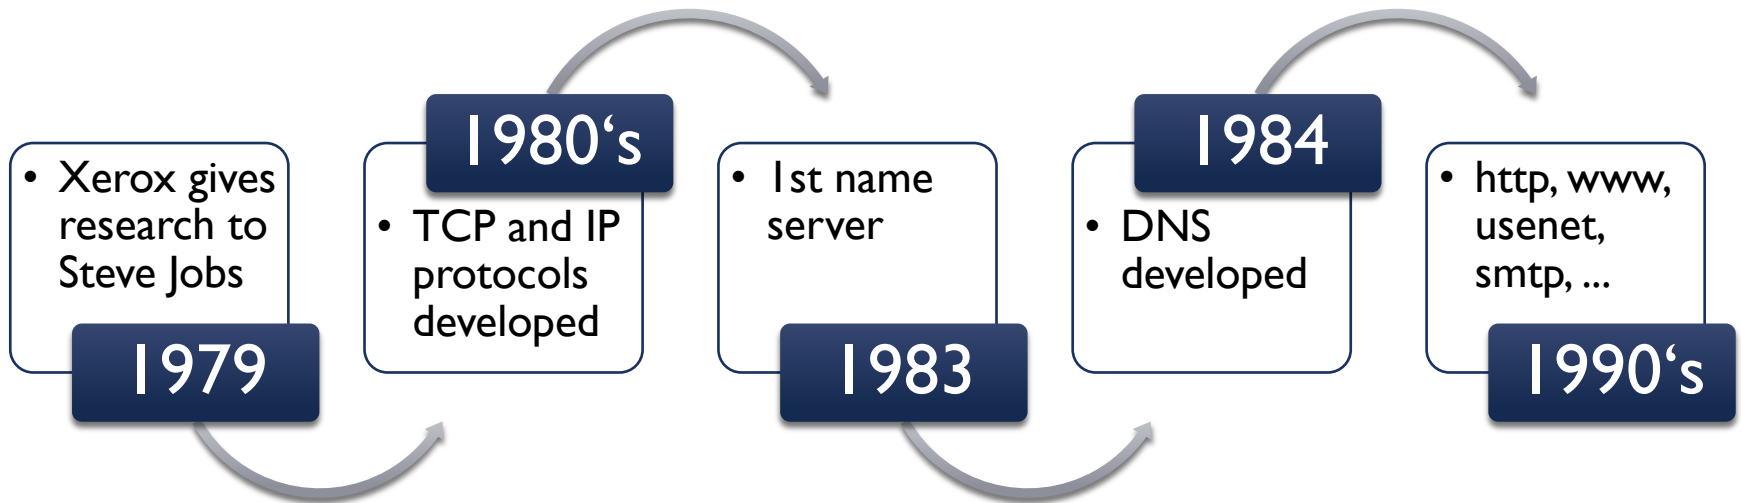 • Xerox gives
research to
Steve Jobs
1979
1980‘s
• TCP and IP
protocols
developed
• 1st name
server
1983
1984
• DNS
developed
• http, www,
usenet,
smtp, ...
1990‘s